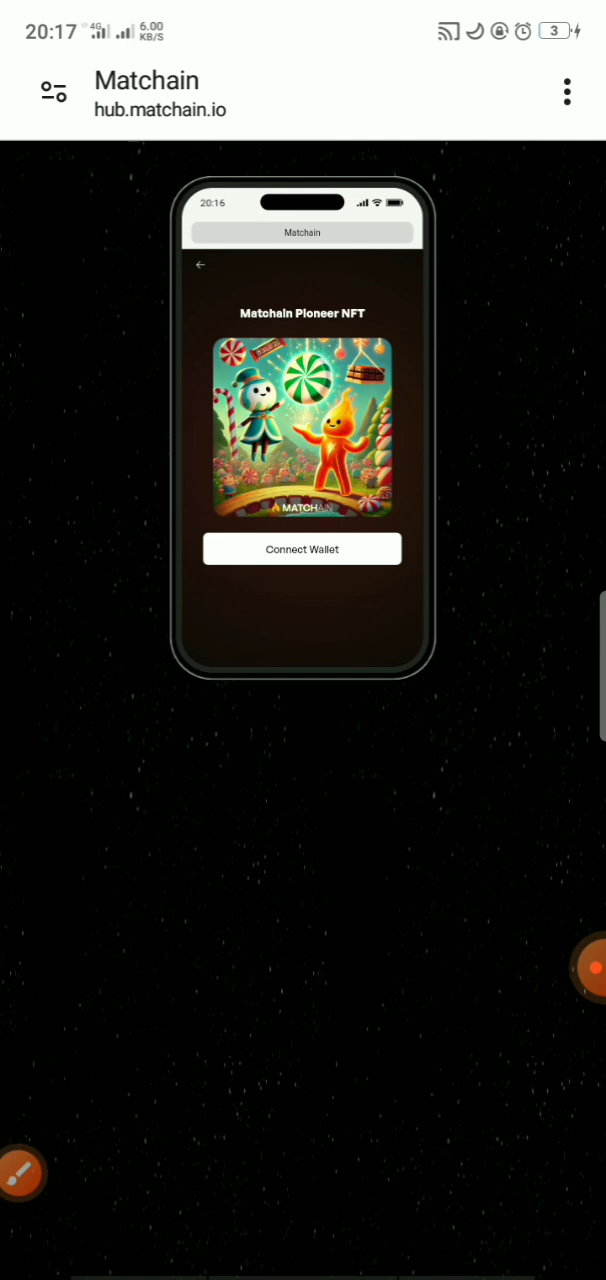 20:17 4G 6.00 KB/S 3
Matchain
hub.matchain.io
20:16
Matchain
Matchain Pioneer NFT
MATCHAIN
Connect Wallet